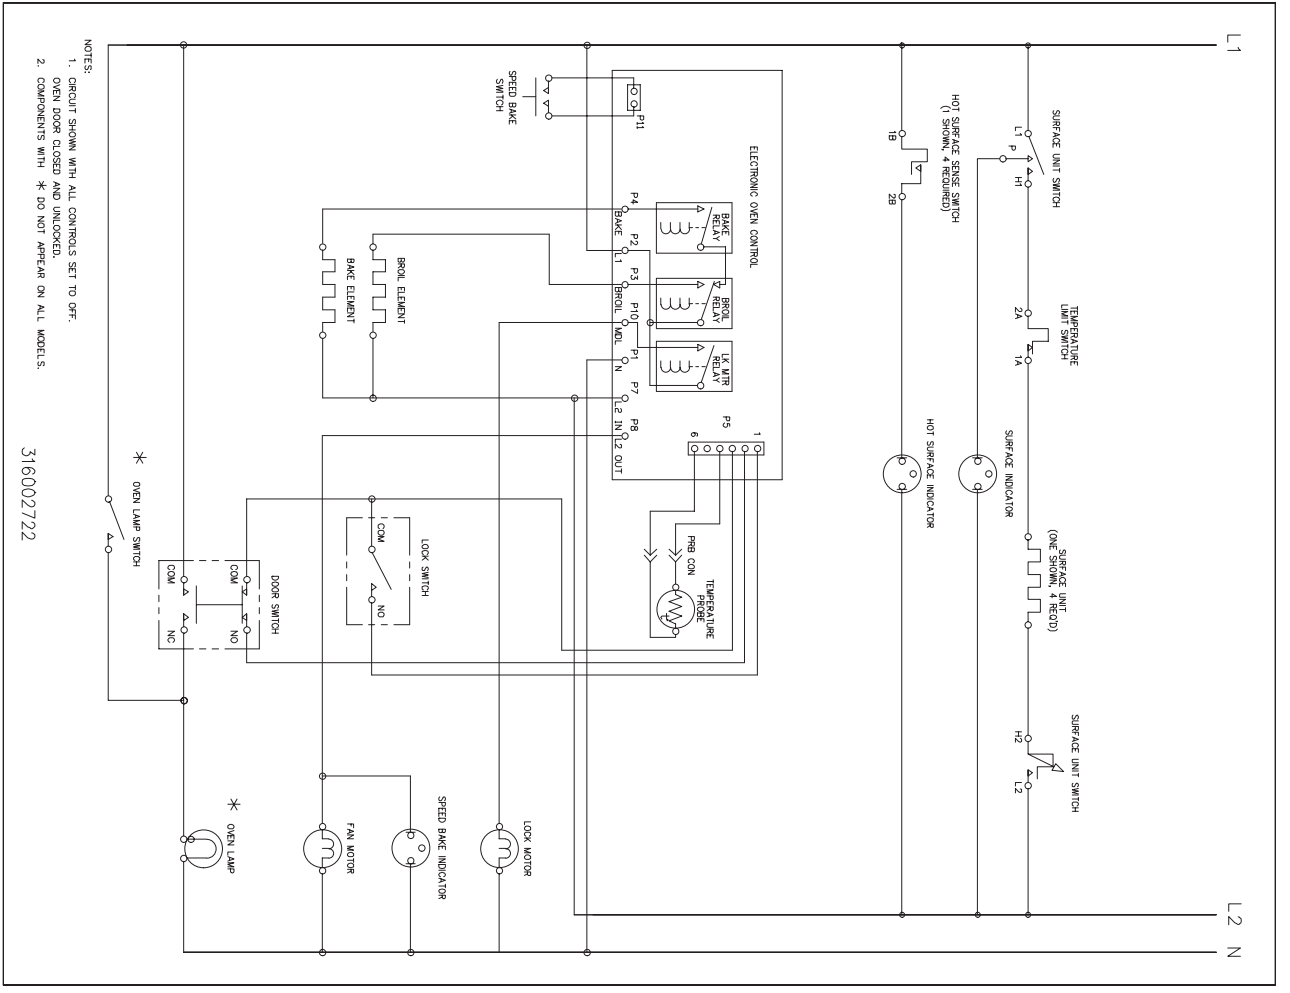 L1
L2
N
SURFACE UNIT SWITCH
L1
P
H1
TEMPERATURE
LIMIT SWITCH
2A
1A
SURFACE UNIT
(ONE SHOWN, 4 REQ'D)
SURFACE UNIT SWITCH
H2
L2
SURFACE INDICATOR
HOT SURFACE SENSE SWITCH
(1 SHOWN, 4 REQUIRED)
1B
2B
HOT SURFACE INDICATOR
ELECTRONIC OVEN CONTROL
BAKE
RELAY
BROIL
RELAY
LK MTR
RELAY
P5
1
6
P11
P4
P2
P3
P10
P1
P7
P8
BAKE
L1
BROIL
MDL
N
L2 IN
L2 OUT
SPEED BAKE
SWITCH
PRB CON
TEMPERATURE
PROBE
BROIL ELEMENT
BAKE ELEMENT
LOCK SWITCH
COM
NO
LOCK MOTOR
SPEED BAKE INDICATOR
FAN MOTOR
DOOR SWITCH
COM
NO
COM
NC
* OVEN LAMP
* OVEN LAMP SWITCH
NOTES:
1. CIRCUIT SHOWN WITH ALL CONTROLS SET TO OFF.
OVEN DOOR CLOSED AND UNLOCKED.
2. COMPONENTS WITH * DO NOT APPEAR ON ALL MODELS.
316002722